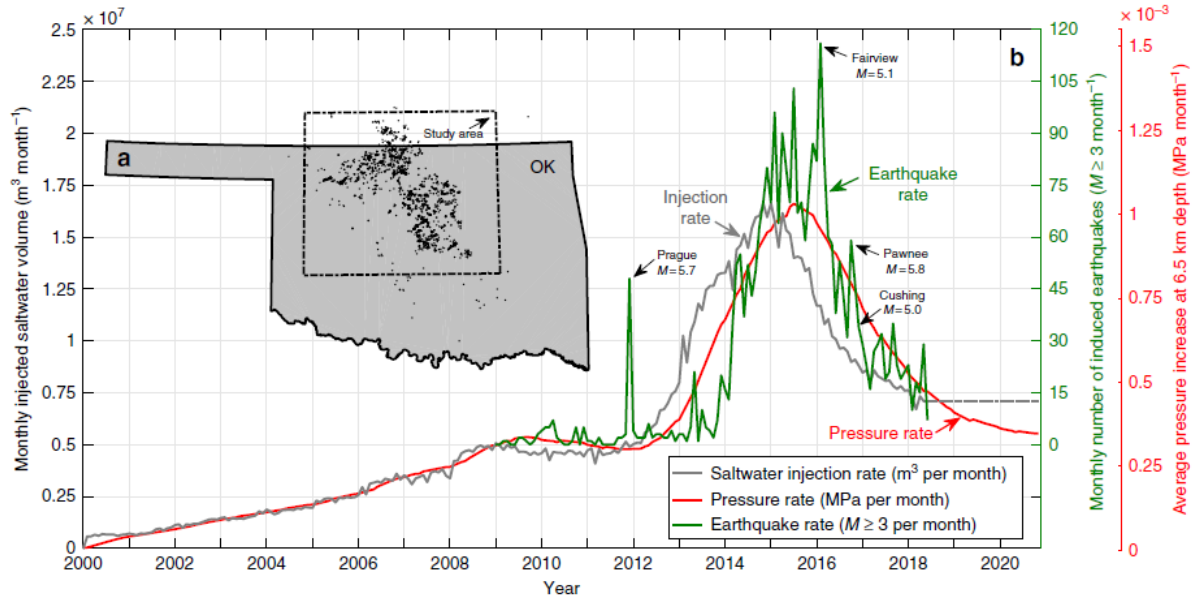 × 10⁷
2.5
2.25
2
1.75
1.5
1.25
1
0.75
0.5
0.25
0
Monthly injected saltwater volume (m³ month⁻¹)
a
Study area
OK
b
Prague
M = 5.7
Injection
rate
Fairview
M = 5.1
Earthquake
rate
Pawnee
M = 5.8
Cushing
M = 5.0
Pressure rate
Saltwater injection rate (m³ per month)
Pressure rate (MPa per month)
Earthquake rate (M ≥ 3 per month)
2000
2002
2004
2006
2008
2010
2012
2014
2016
2018
2020
Year
120
105
90
75
60
45
30
15
0
Monthly number of induced earthquakes (M ≥ 3 month⁻¹)
× 10⁻³
1.5
1.25
1
0.75
0.5
0.25
0
Average pressure increase at 6.5 km depth (MPa month⁻¹)